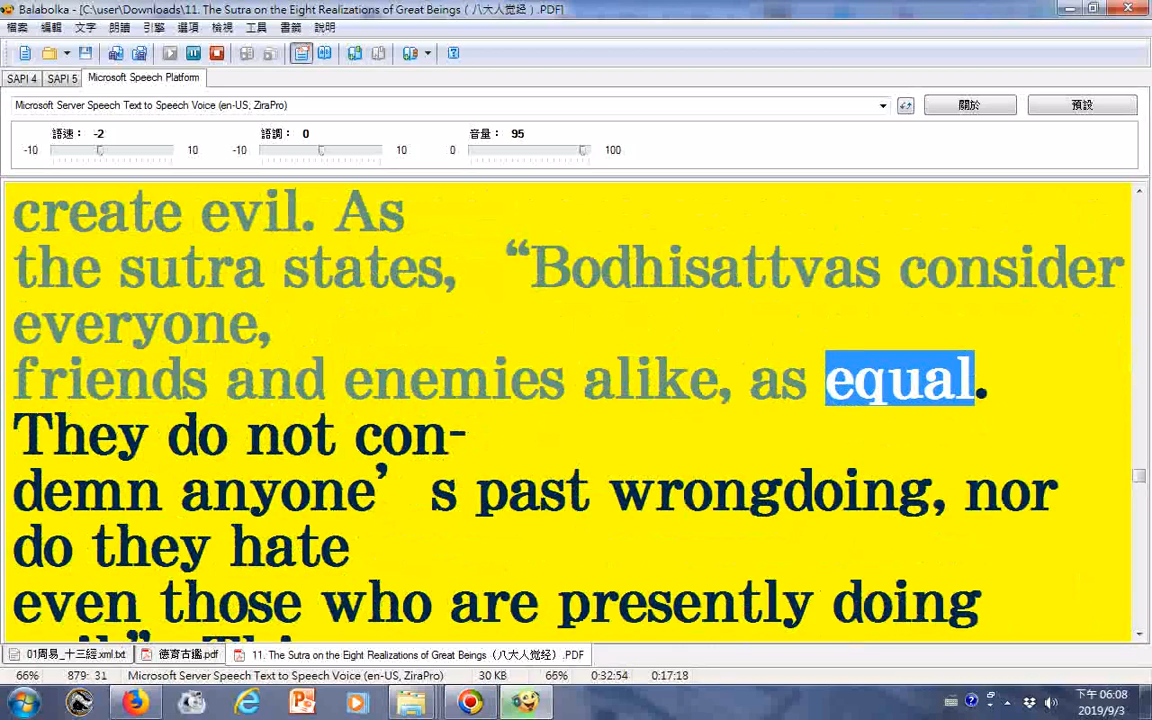 Balabolka - [C:\user\Downloads\11. The Sutra on the Eight Realizations of Great Beings（八大人觉经）.PDF]
檔案 編輯 文字 朗讀 引擎 選項 檢視 工具 書籤 說明
SAPI 4 SAPI 5 Microsoft Speech Platform
Microsoft Server Speech Text to Speech Voice (en-US, ZiraPro) 關於 預設
語速： -2 語調： 0 音量： 95
-10 10 -10 10 0 100
create evil. As
the sutra states, “Bodhisattvas consider
everyone,
friends and enemies alike, as equal.
They do not con-
demn anyone’s past wrongdoing, nor
do they hate
even those who are presently doing
01周易_十三經.xml.txt 德育古鑑.pdf 11. The Sutra on the Eight Realizations of Great Beings（八大人觉经）.PDF
66% 879: 31 Microsoft Server Speech Text to Speech Voice (en-US, ZiraPro) 30 KB 66% 0:32:54 0:17:18
下午 06:08
2019/9/3